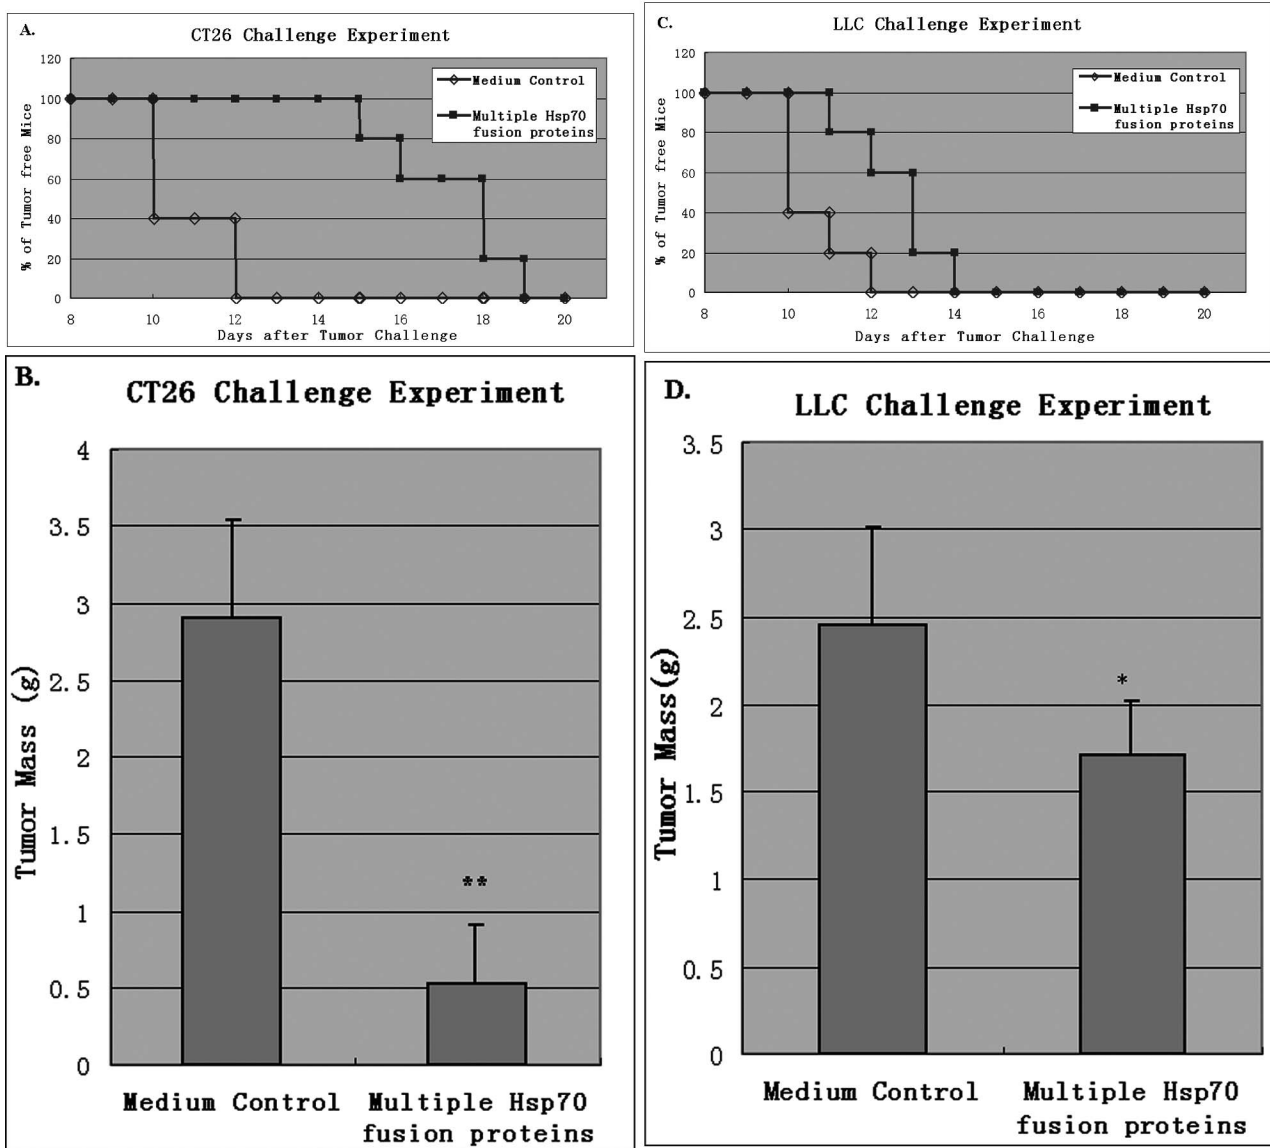 A.
CT26 Challenge Experiment
% of Tumor free Mice
120
100
80
60
40
20
0
Medium Control
Multiple Hsp70
fusion proteins
8 10 12 14 16 18 20
Days after Tumor Challenge
C.
LLC Challenge Experiment
% of Tumor free Mice
120
100
80
60
40
20
0
Medium Control
Multiple Hsp70
fusion proteins
8 10 12 14 16 18 20
Days after Tumor Challenge
B.
CT26 Challenge Experiment
Tumor Mass (g)
4
3.5
3
2.5
2
1.5
1
0.5
0
**
Medium Control Multiple Hsp70
fusion proteins
D.
LLC Challenge Experiment
Tumor Mass(g)
3.5
3
2.5
2
1.5
1
0.5
0
*
Medium Control Multiple Hsp70
fusion proteins